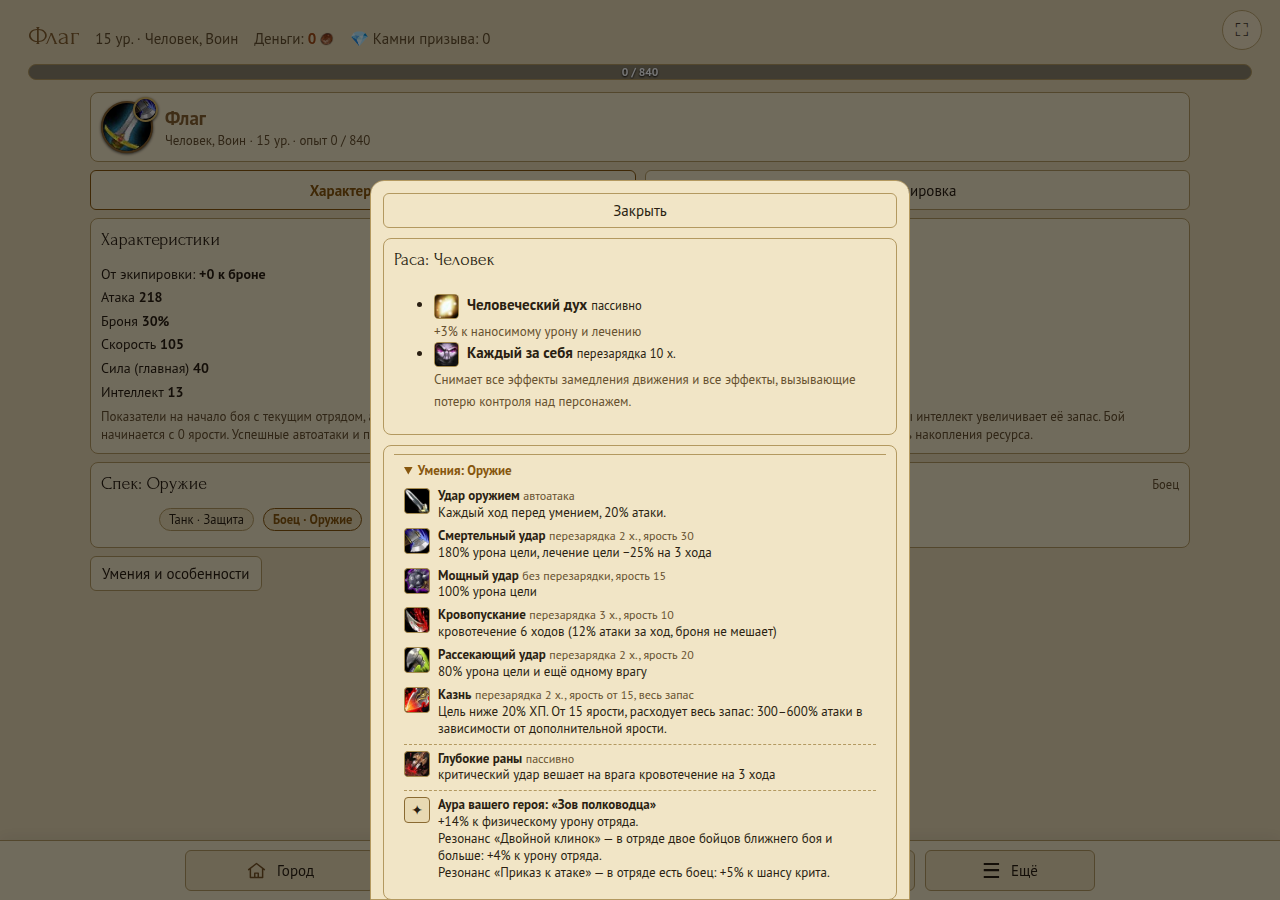 Флаг 15 ур. · Человек, Воин Деньги: 0 Камни призыва: 0
0 / 840
Флаг
Человек, Воин · 15 ур. · опыт 0 / 840
Характер
ировка
Характеристики
От экипировки: +0 к броне
Атака 218
Броня 30%
Скорость 105
Сила (главная) 40
Интеллект 13
Показатели на начало боя с текущим отрядом,
интеллект увеличивает её запас. Бой
начинается с 0 ярости. Успешные автоатаки и п
накопления ресурса.
Спек: Оружие
Боец
Танк · Защита
Боец · Оружие
Умения и особенности
Закрыть
Раса: Человек
• Человеческий дух пассивно
+3% к наносимому урону и лечению
• Каждый за себя перезарядка 10 х.
Снимает все эффекты замедления движения и все эффекты, вызывающие
потерю контроля над персонажем.
▼ Умения: Оружие
Удар оружием автоатака
Каждый ход перед умением, 20% атаки.
Смертельный удар перезарядка 2 х., ярость 30
180% урона цели, лечение цели −25% на 3 хода
Мощный удар без перезарядки, ярость 15
100% урона цели
Кровопускание перезарядка 3 х., ярость 10
кровотечение 6 ходов (12% атаки за ход, броня не мешает)
Рассекающий удар перезарядка 2 х., ярость 20
80% урона цели и ещё одному врагу
Казнь перезарядка 2 х., ярость от 15, весь запас
Цель ниже 20% ХП. От 15 ярости, расходует весь запас: 300–600% атаки в
зависимости от дополнительной ярости.
Глубокие раны пассивно
критический удар вешает на врага кровотечение на 3 хода
Аура вашего героя: «Зов полководца»
+14% к физическому урону отряда.
Резонанс «Двойной клинок» — в отряде двое бойцов ближнего боя и
больше: +4% к урону отряда.
Резонанс «Приказ к атаке» — в отряде есть боец: +5% к шансу крита.
Город
Ещё